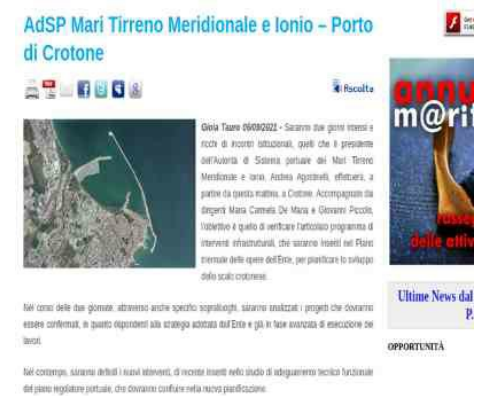 AdSP Mari Tirreno Meridionale e Ionio – Porto
di Crotone
Ascolta
Gioia Tauro 06/09/2021 - Saranno due giorni intensi e
ricchi di incontri istituzionali, quelli che il presidente
dell'Autorità di Sistema portuale dei Mari Tirreno
Meridionale e Ionio, Andrea Agostinelli, effettuerà, a
partire da questa mattina, a Crotone. Accompagnato dai
dirigenti Maria Carmela De Maria e Giovanni Piccolo,
l'obiettivo è quello di verificare l'articolato programma di
interventi infrastrutturali, che saranno inseriti nel Piano
triennale delle opere dell'Ente, per pianificare lo sviluppo
dello scalo crotonese.
Nel corso delle due giornate, attraverso anche specifici sopralluoghi, saranno analizzati i progetti che dovranno
essere confermati, in quanto rispondenti alla strategia adottata dall'Ente e già in fase avanzata di esecuzione dei
lavori.
Nel contempo, saranno definiti i nuovi interventi, di recente inseriti nello studio di adeguamento tecnico funzionale
del piano regolatore portuale, che dovranno confluire nella nuova pianificazione.
m@rit
delle attiv
Ultime News dal
P.
OPPORTUNITÀ